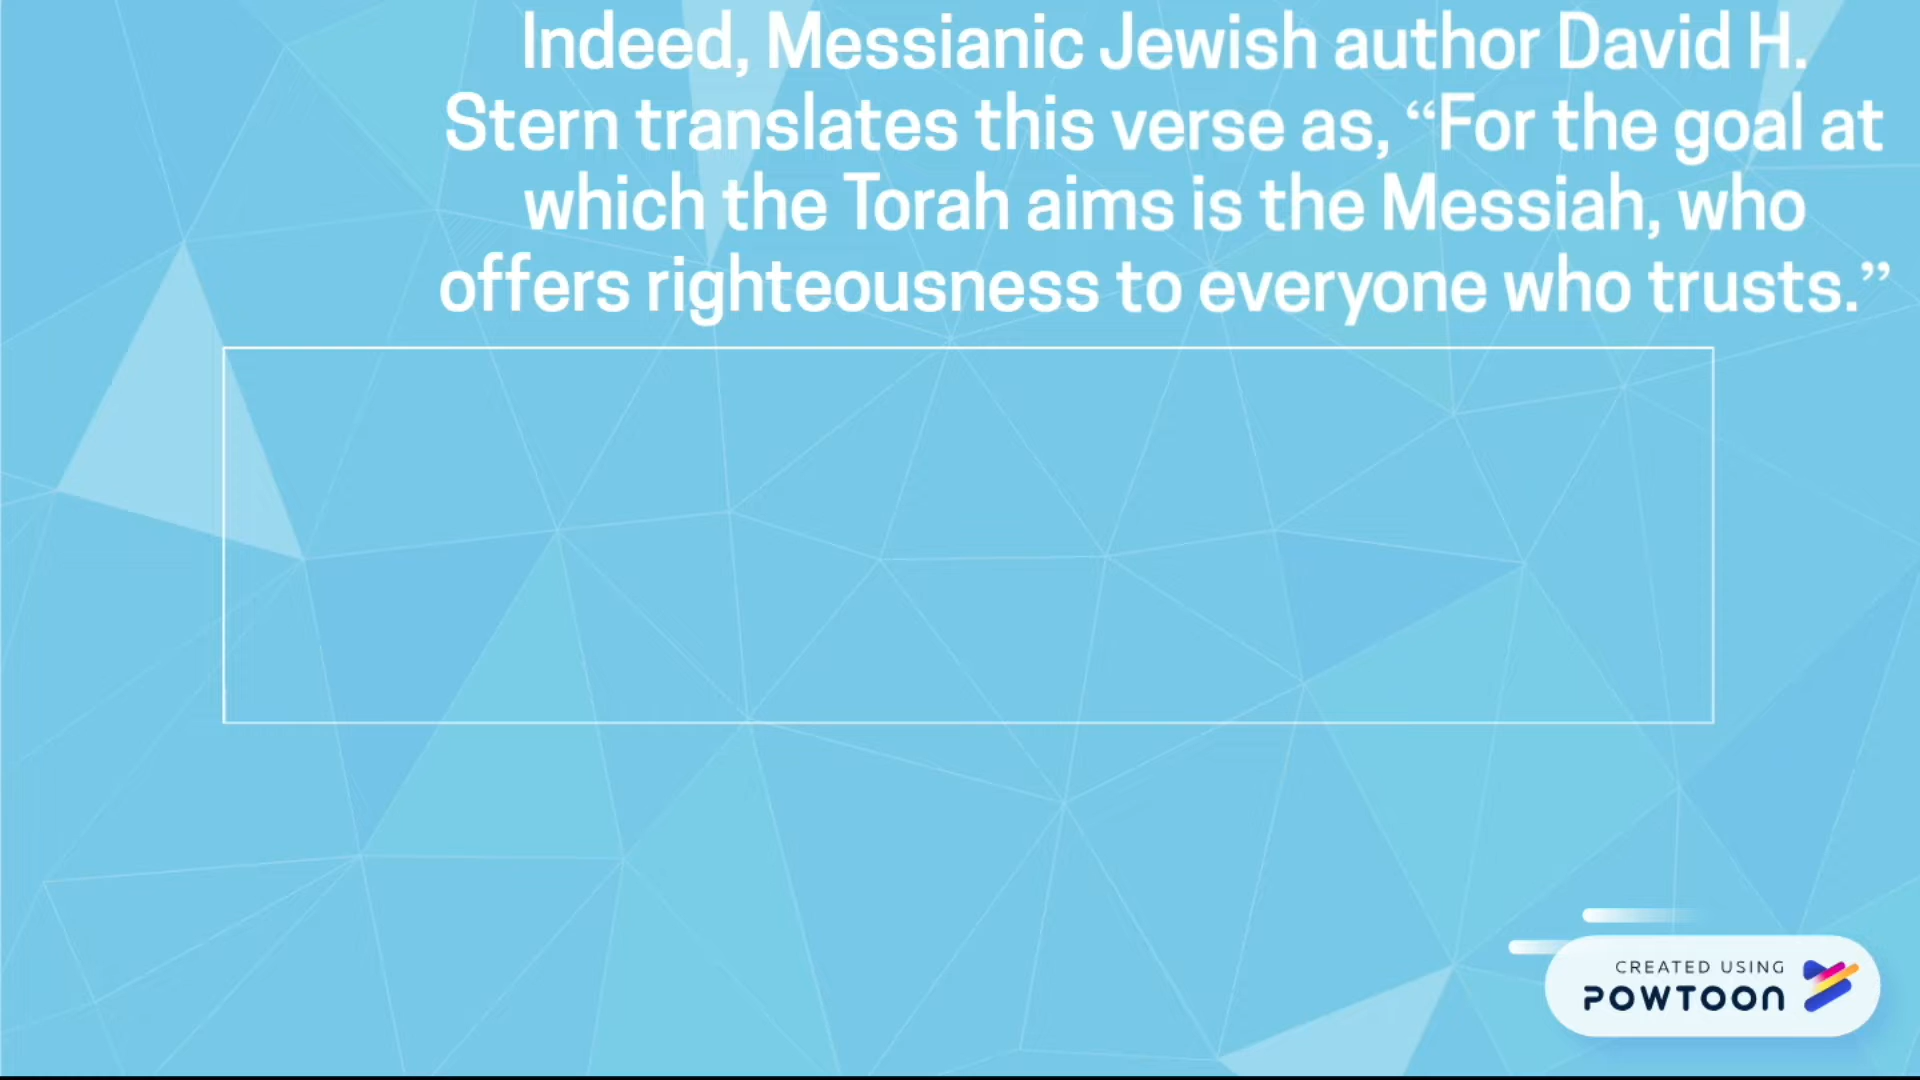 Indeed, Messianic Jewish author David H.
Stern translates this verse as, “For the goal at
which the Torah aims is the Messiah, who
offers righteousness to everyone who trusts.”
CREATED USING
POWTOON